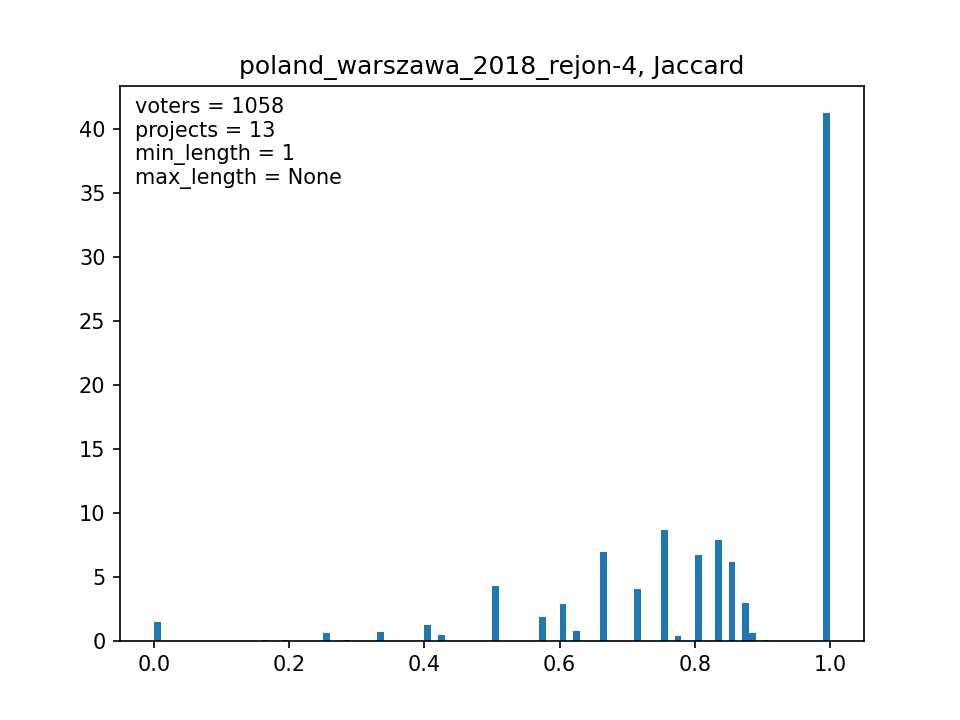 poland_warszawa_2018_rejon-4, Jaccard
voters = 1058
projects = 13
min_length = 1
max_length = None
40
35
30
25
20
15
10
5
0
0.0 0.2 0.4 0.6 0.8 1.0